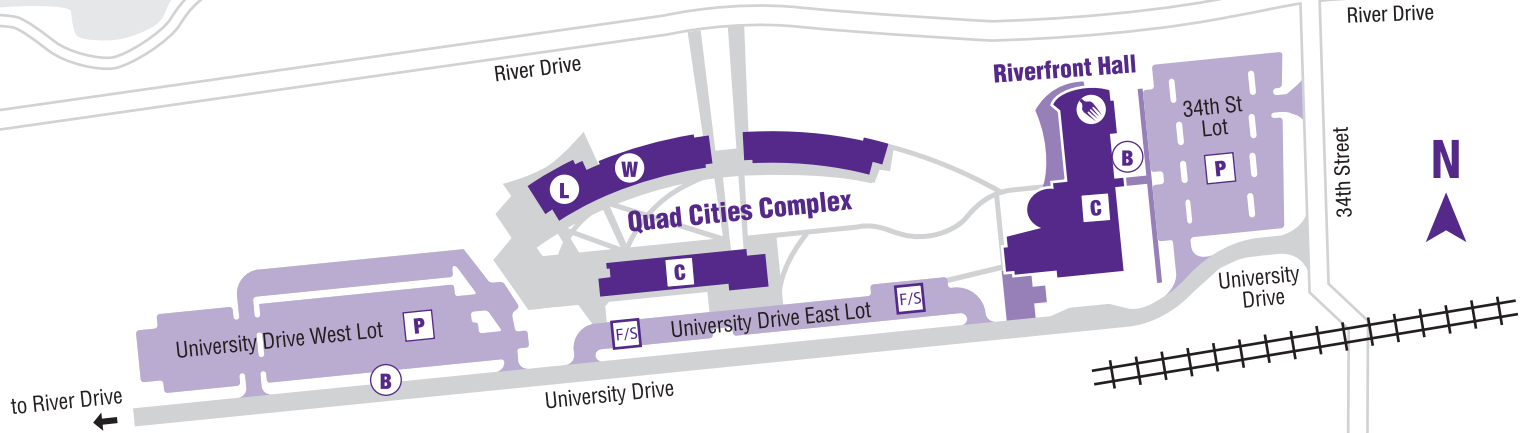 River Drive
River Drive
Riverfront Hall
34th St
Lot
B
P
34th Street
N
L
W
Quad Cities Complex
C
C
University Drive West Lot
P
F/S
University Drive East Lot
F/S
University
Drive
B
University Drive
to River Drive